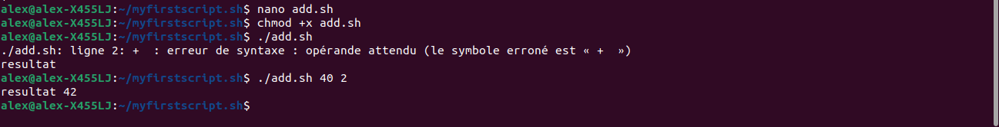 alex@alex-X455LJ:~/myfirstscript.sh$ nano add.sh
alex@alex-X455LJ:~/myfirstscript.sh$ chmod +x add.sh
alex@alex-X455LJ:~/myfirstscript.sh$ ./add.sh
./add.sh: ligne 2: +  : erreur de syntaxe : opérande attendu (le symbole erroné est « +  »)
resultat
alex@alex-X455LJ:~/myfirstscript.sh$ ./add.sh 40 2
resultat 42
alex@alex-X455LJ:~/myfirstscript.sh$